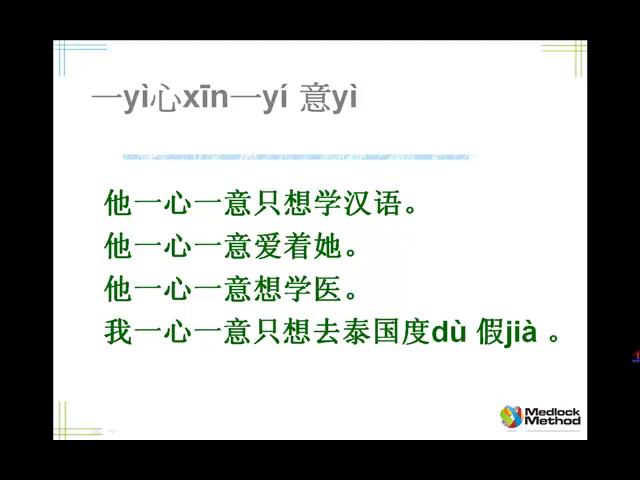 一yì心xīn一yí 意yì
他一心一意只想学汉语。
他一心一意爱着她。
他一心一意想学医。
我一心一意只想去泰国度dù 假jià 。
Medlock
Method